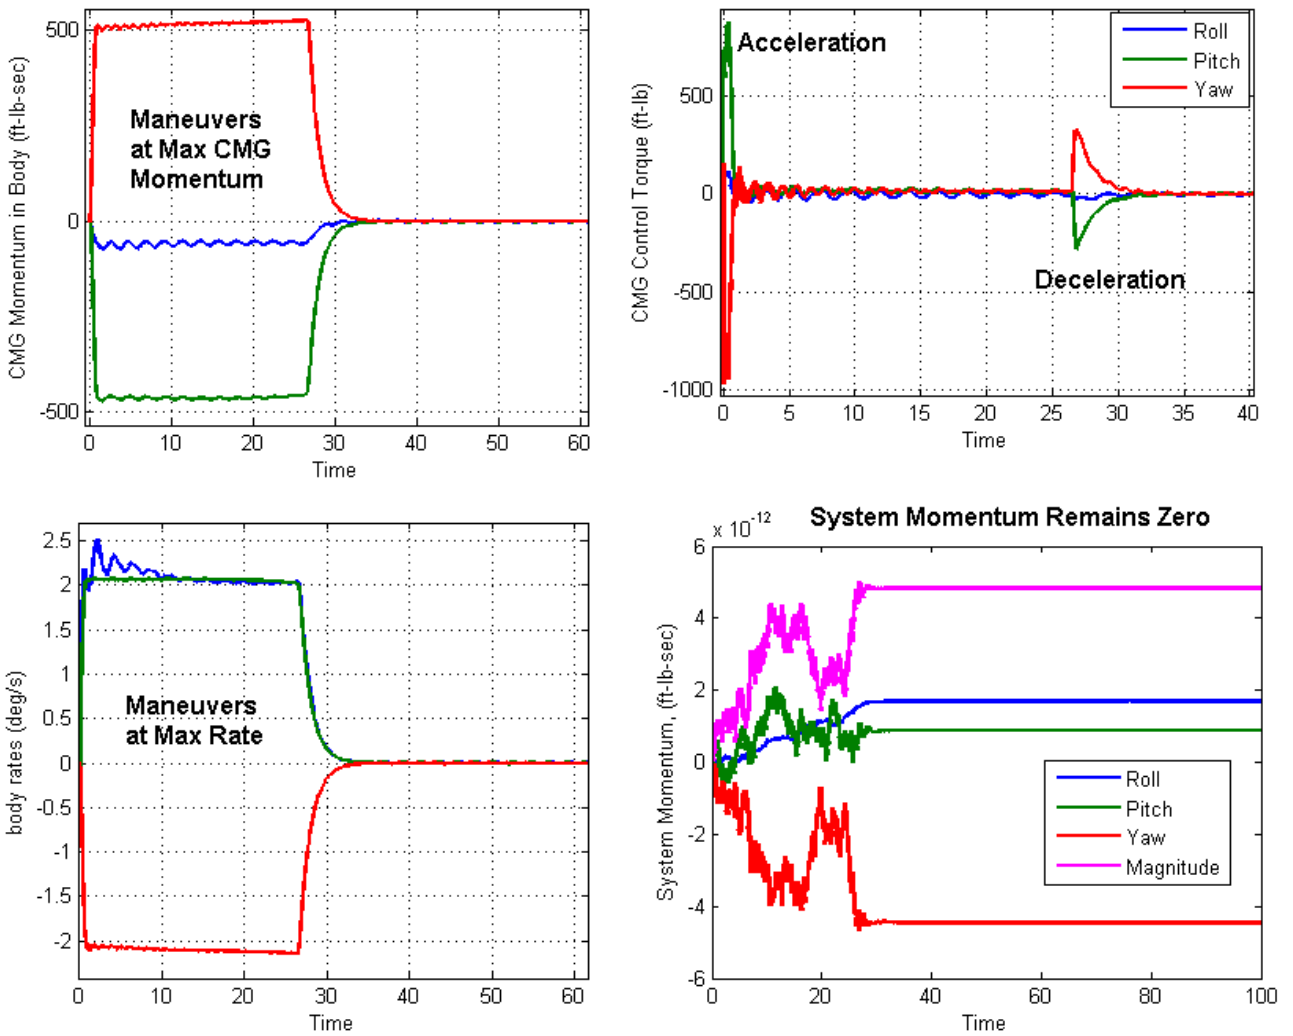 CMG Momentum in Body (ft-lb-sec)
500
0
-500
Maneuvers
at Max CMG
Momentum
0 10 20 30 40 50 60
Time
CMG Control Torque (ft-lb)
500
0
-500
-1000
Acceleration
Roll
Pitch
Yaw
Deceleration
0 5 10 15 20 25 30 35 40
Time
body rates (deg/s)
2.5
2
1.5
1
0.5
0
-0.5
-1
-1.5
-2
Maneuvers
at Max Rate
0 10 20 30 40 50 60
Time
x 10-12
System Momentum Remains Zero
System Momentum, (ft-lb-sec)
6
4
2
0
-2
-4
-6
Roll
Pitch
Yaw
Magnitude
0 20 40 60 80 100
Time